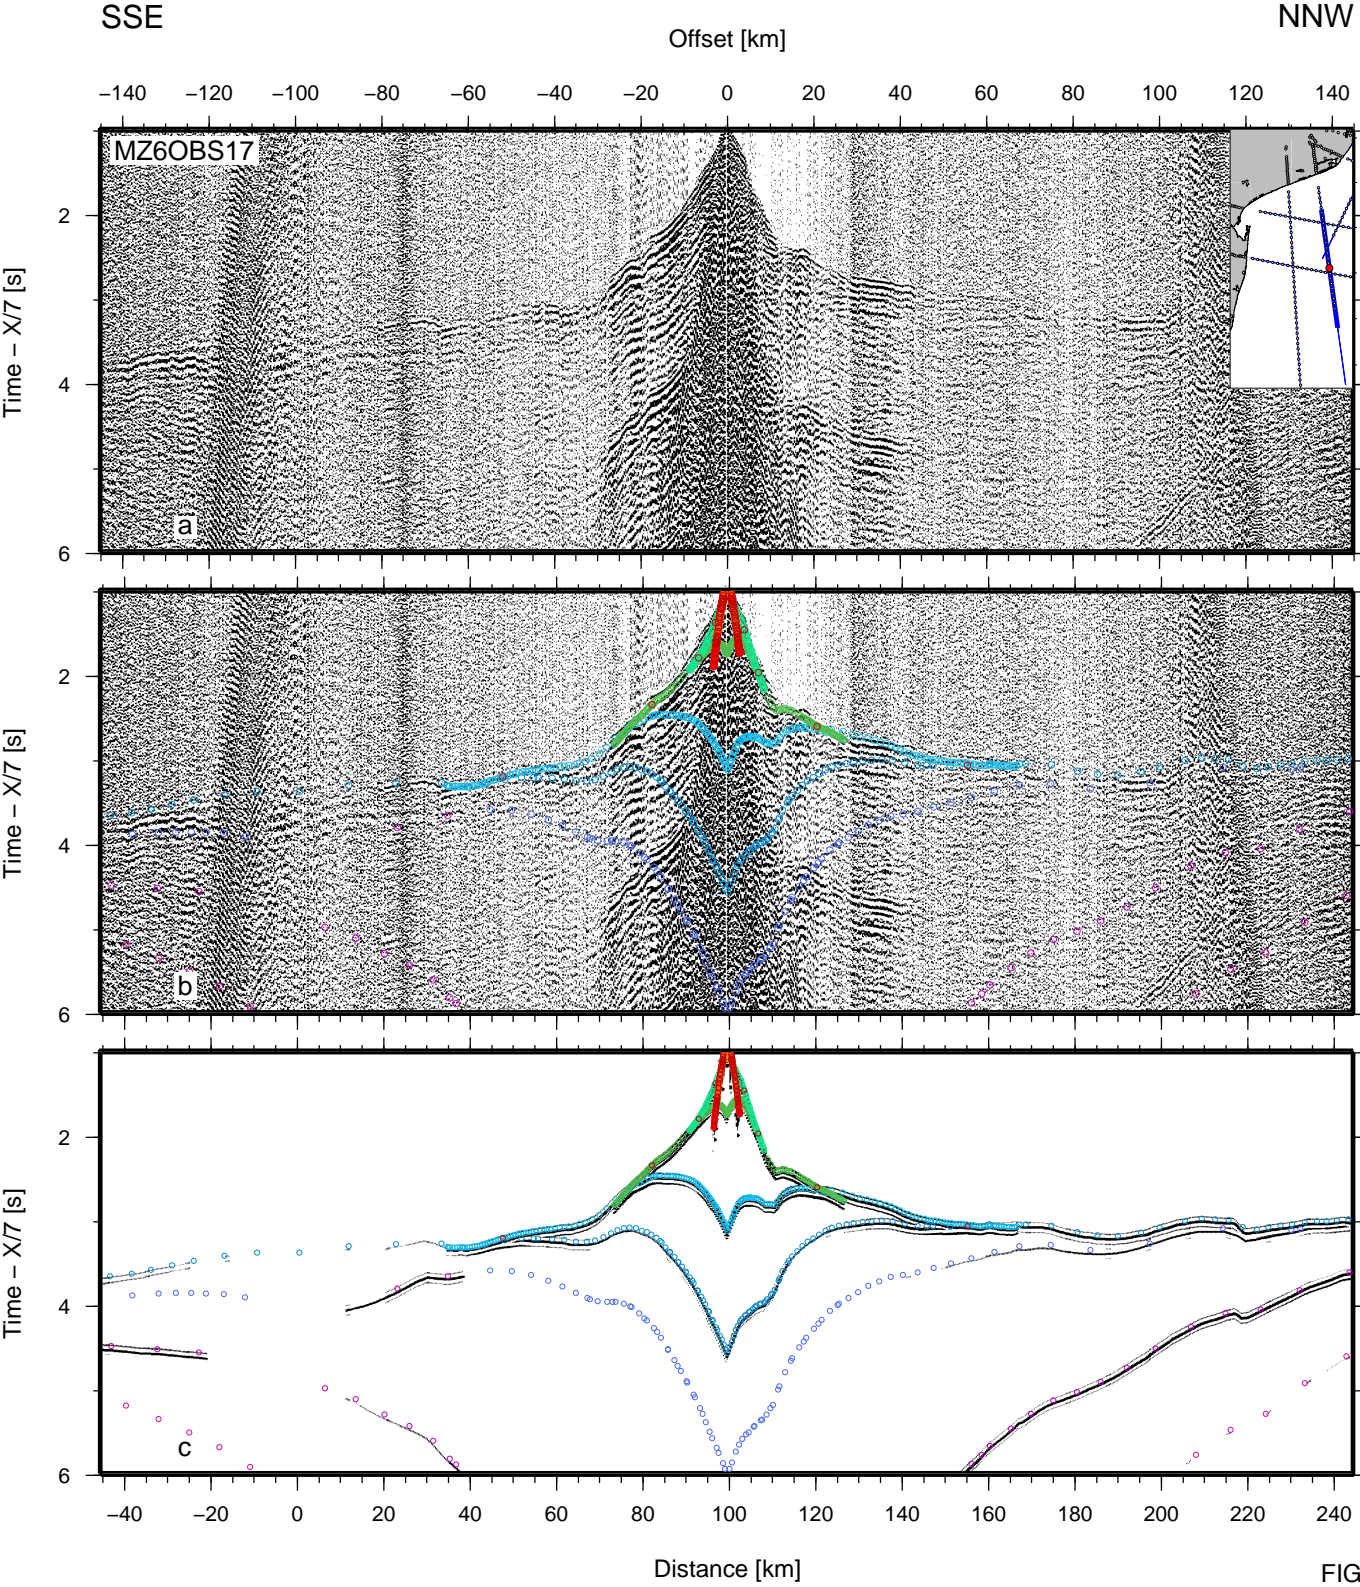 SSE NNW
Offset [km]
−140 −120 −100 −80 −60 −40 −20 0 20 40 60 80 100 120 140
MZ6OBS17
2
4
6
Time − X/7 [s]
a
2
4
6
Time − X/7 [s]
b
2
4
6
Time − X/7 [s]
c
−40 −20 0 20 40 60 80 100 120 140 160 180 200 220 240
Distance [km]
FIG